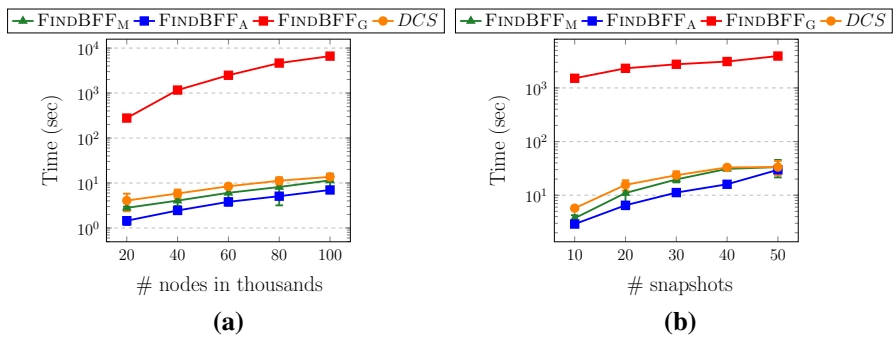 FINDBFF_M FINDBFF_A FINDBFF_G DCS
10^4
10^3
10^2
10^1
10^0
Time (sec)
20 40 60 80 100
# nodes in thousands
(a)
FINDBFF_M FINDBFF_A FINDBFF_G DCS
10^3
10^2
10^1
Time (sec)
10 20 30 40 50
# snapshots
(b)